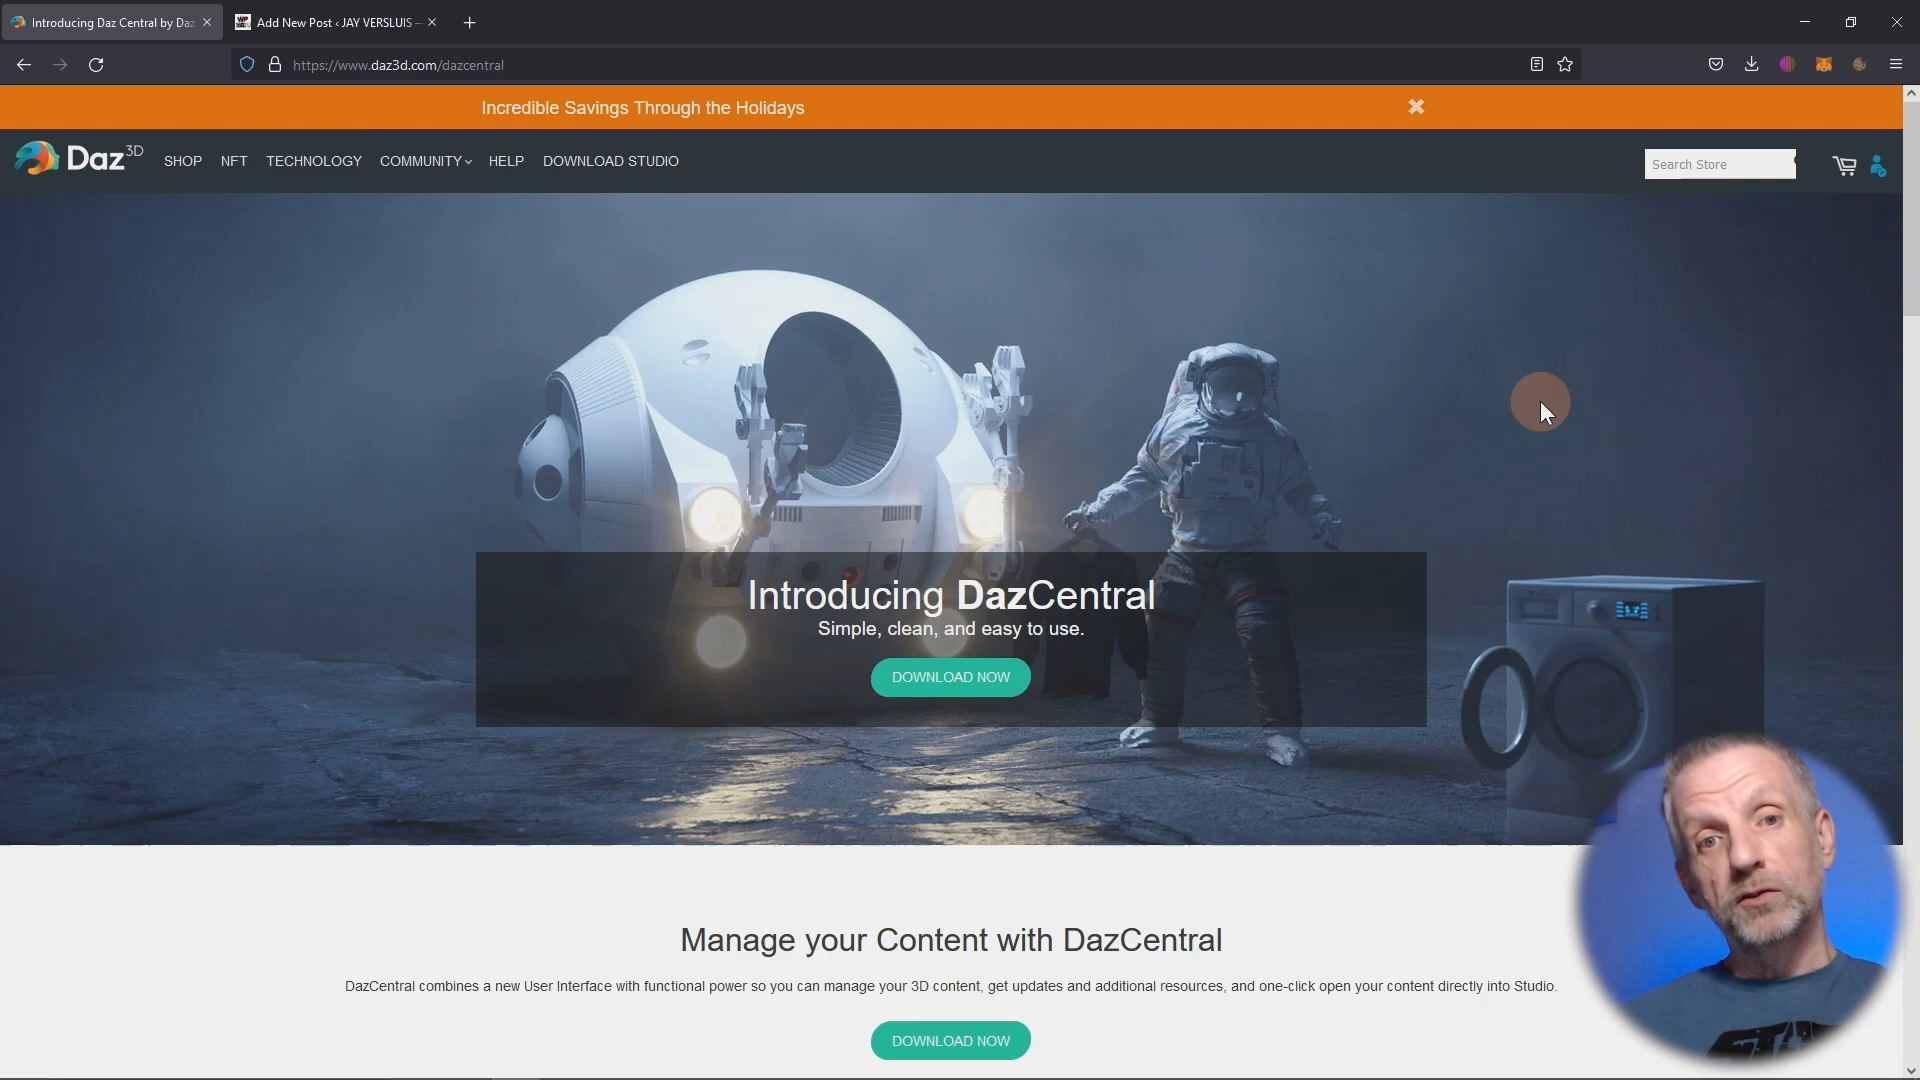 Introducing Daz Central by Daz
Add New Post ‹ JAY VERSLUIS —
https://www.daz3d.com/dazcentral
Incredible Savings Through the Holidays
Daz 3D
SHOP NFT TECHNOLOGY COMMUNITY HELP DOWNLOAD STUDIO
Search Store
Introducing DazCentral
Simple, clean, and easy to use.
DOWNLOAD NOW
Manage your Content with DazCentral
DazCentral combines a new User Interface with functional power so you can manage your 3D content, get updates and additional resources, and one-click open your content directly into Studio.
DOWNLOAD NOW